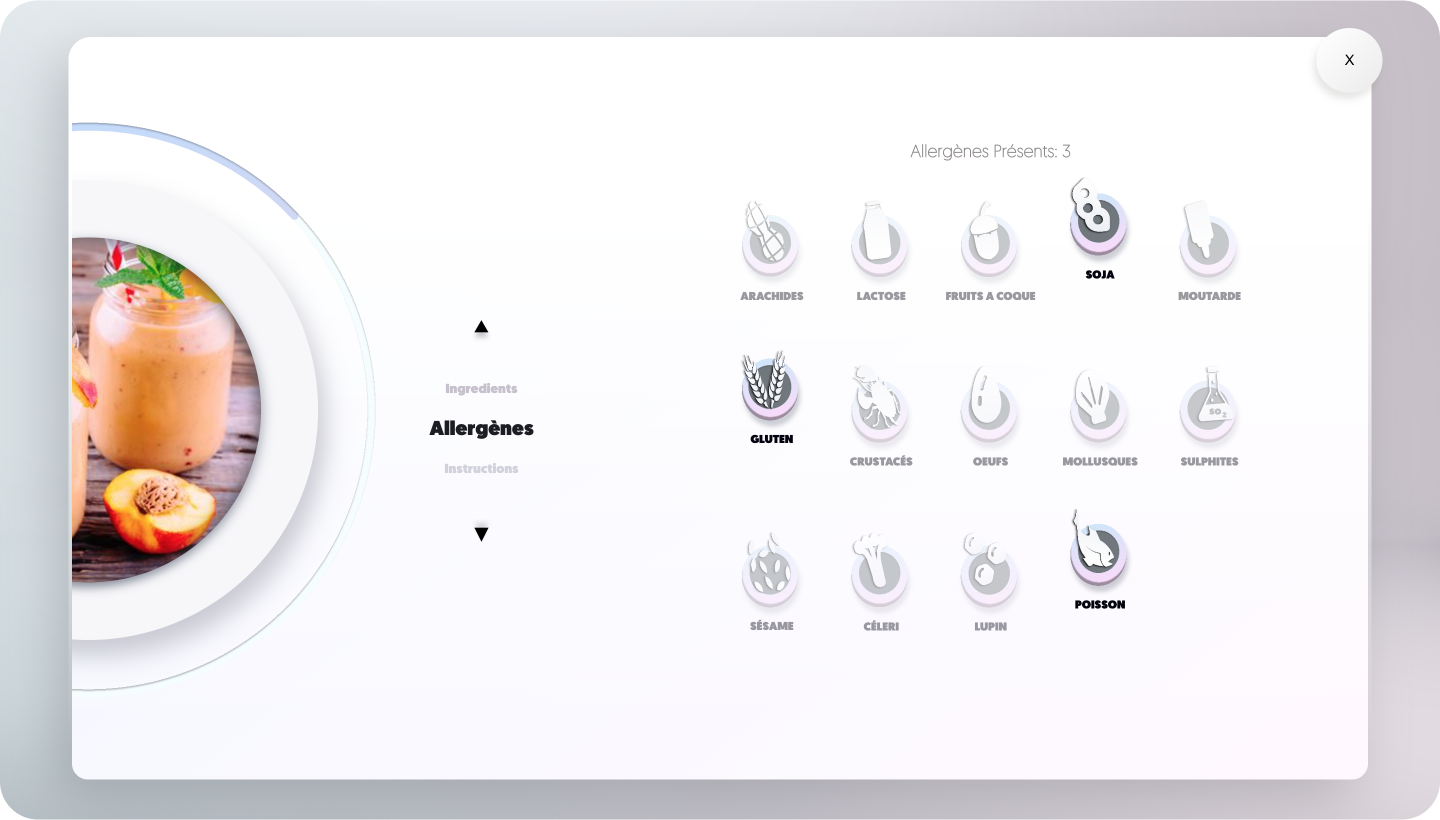 X
Allergènes Présents: 3
ARACHIDES
LACTOSE
FRUITS A COQUE
SOJA
MOUTARDE
Ingredients
Allergènes
Instructions
GLUTEN
CRUSTACÉS
OEUFS
MOLLUSQUES
SO2
SULPHITES
SÉSAME
CÉLERI
LUPIN
POISSON